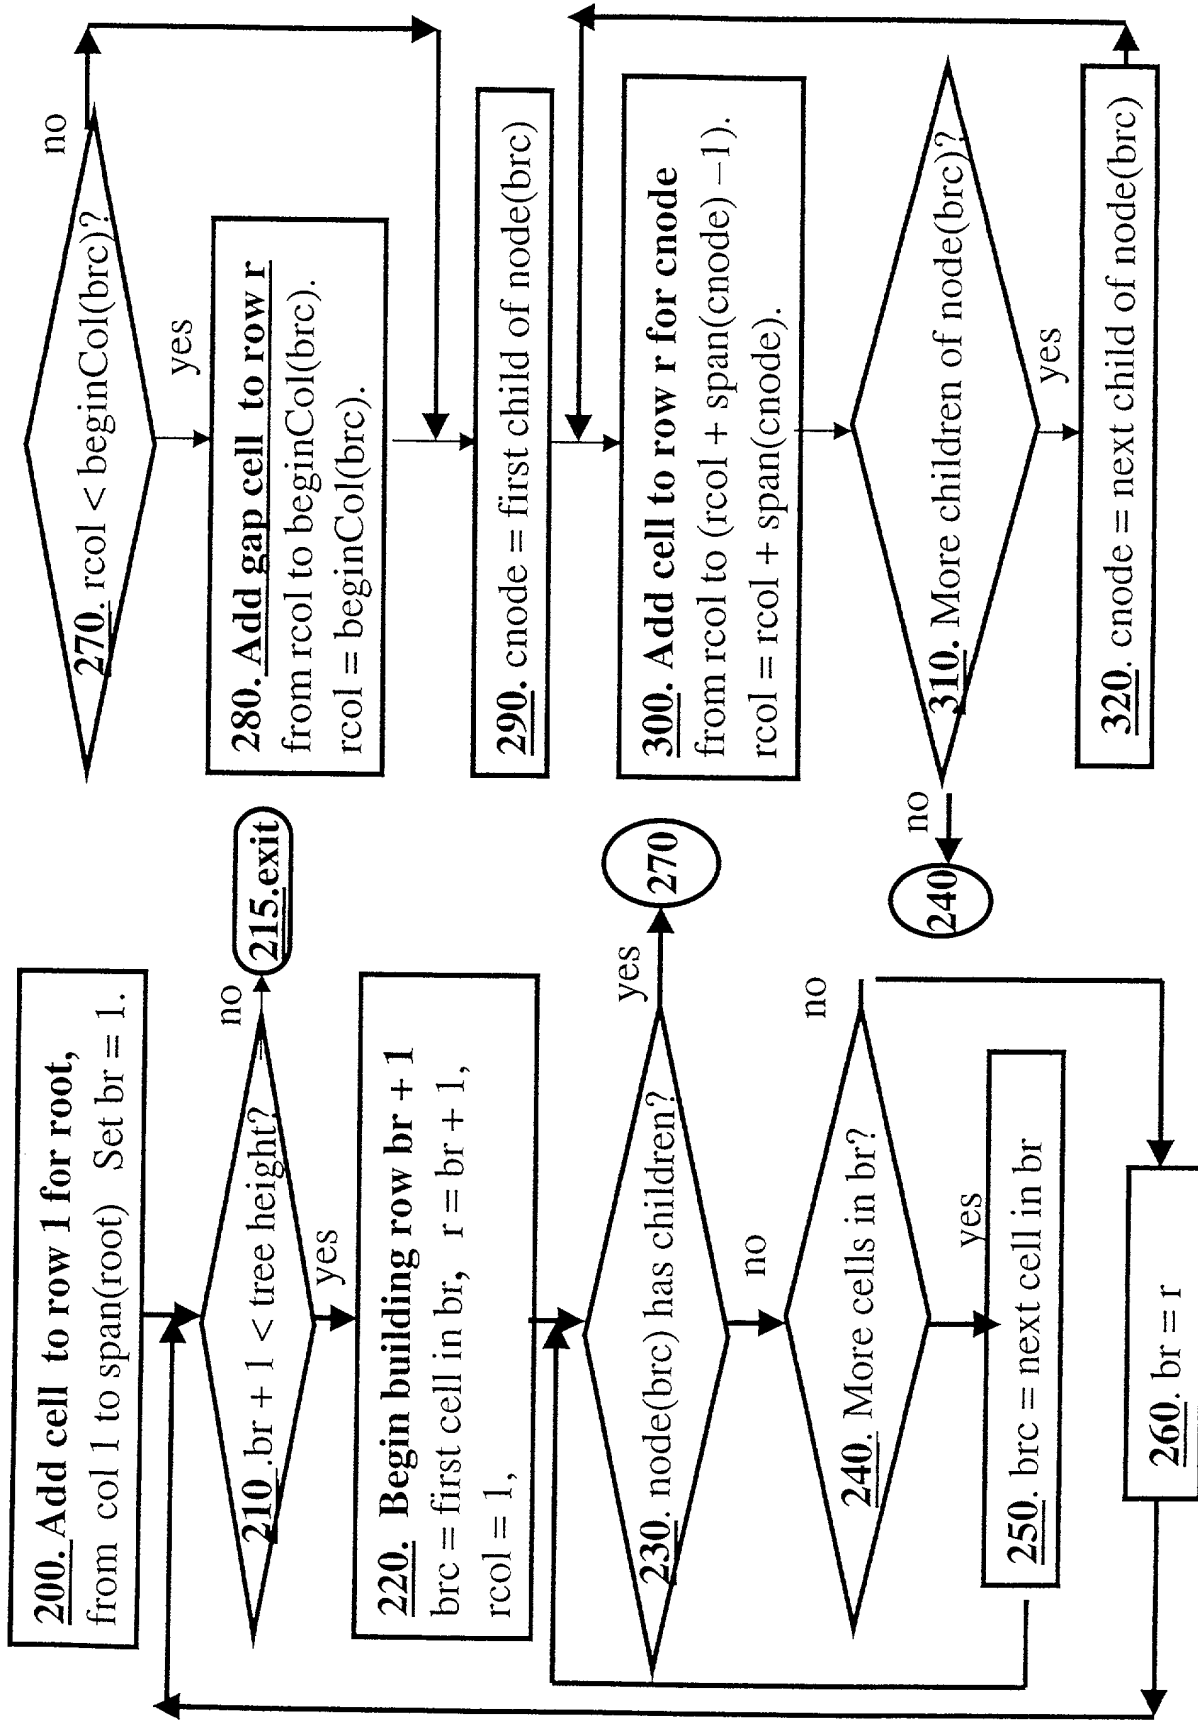 200. Add cell to row 1 for root,
from col 1 to span(root) Set br = 1.
210 .br + 1 < tree height?
no
215.exit
yes
220. Begin building row br + 1
brc = first cell in br, r = br + 1,
rcol = 1,
230. node(brc) has children?
yes
270
no
240. More cells in br?
no
yes
250. brc = next cell in br
260. br = r
270. rcol < beginCol(brc)?
no
yes
280. Add gap cell to row r
from rcol to beginCol(brc).
rcol = beginCol(brc).
290. cnode = first child of node(brc)
300. Add cell to row r for cnode
from rcol to (rcol + span(cnode) –1).
rcol = rcol + span(cnode).
310. More children of node(brc)?
no
240
yes
320. cnode = next child of node(brc)